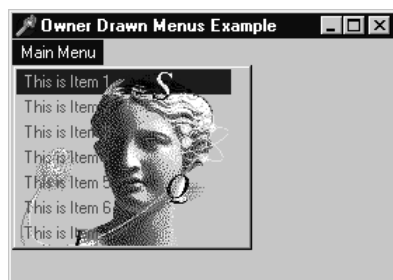 Owner Drawn Menus Example
Main Menu
This is Item 1
This is Item
This is Item
This is Item
This is Item 5
This is Item 6
This is Item
S
Q